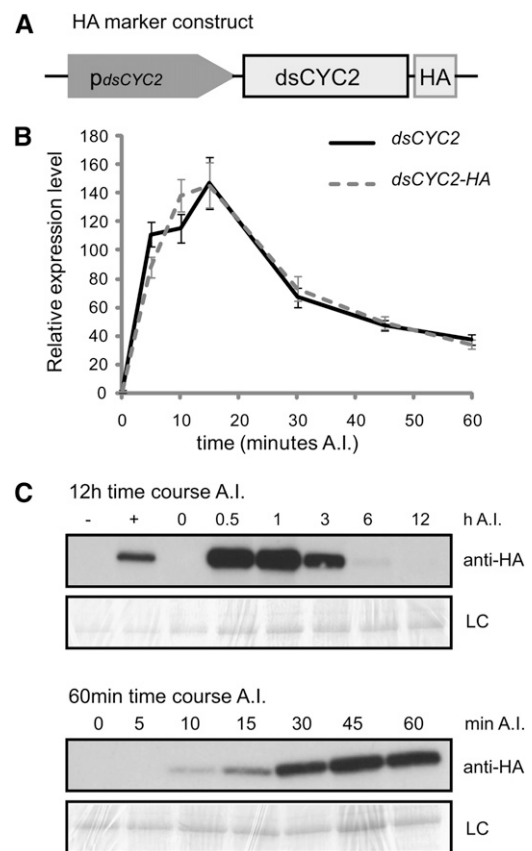 A HA marker construct
pdsCYC2 dsCYC2 HA
B
180
160
140
120
100
80
60
40
20
0
Relative expression level
dsCYC2
dsCYC2-HA
0 10 20 30 40 50 60
time (minutes A.I.)
C 12h time course A.I.
- + 0 0.5 1 3 6 12 h A.I.
anti-HA
LC
60min time course A.I.
0 5 10 15 30 45 60 min A.I.
anti-HA
LC